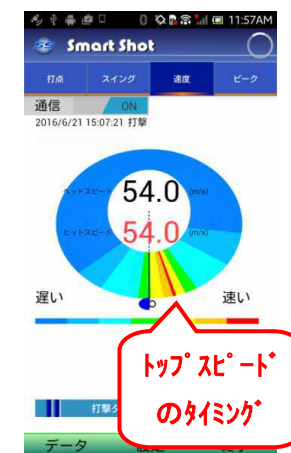 11:57AM
Smart Shot
打点 スイング 速度 ピーク
通信 ON
2016/6/21 15:07:21 打撃
ヘッドスピード 54.0 (m/s)
ヒットスピード 54.0 (m/s)
遅い 速い
トップスピード
のタイミング
打撃
データ